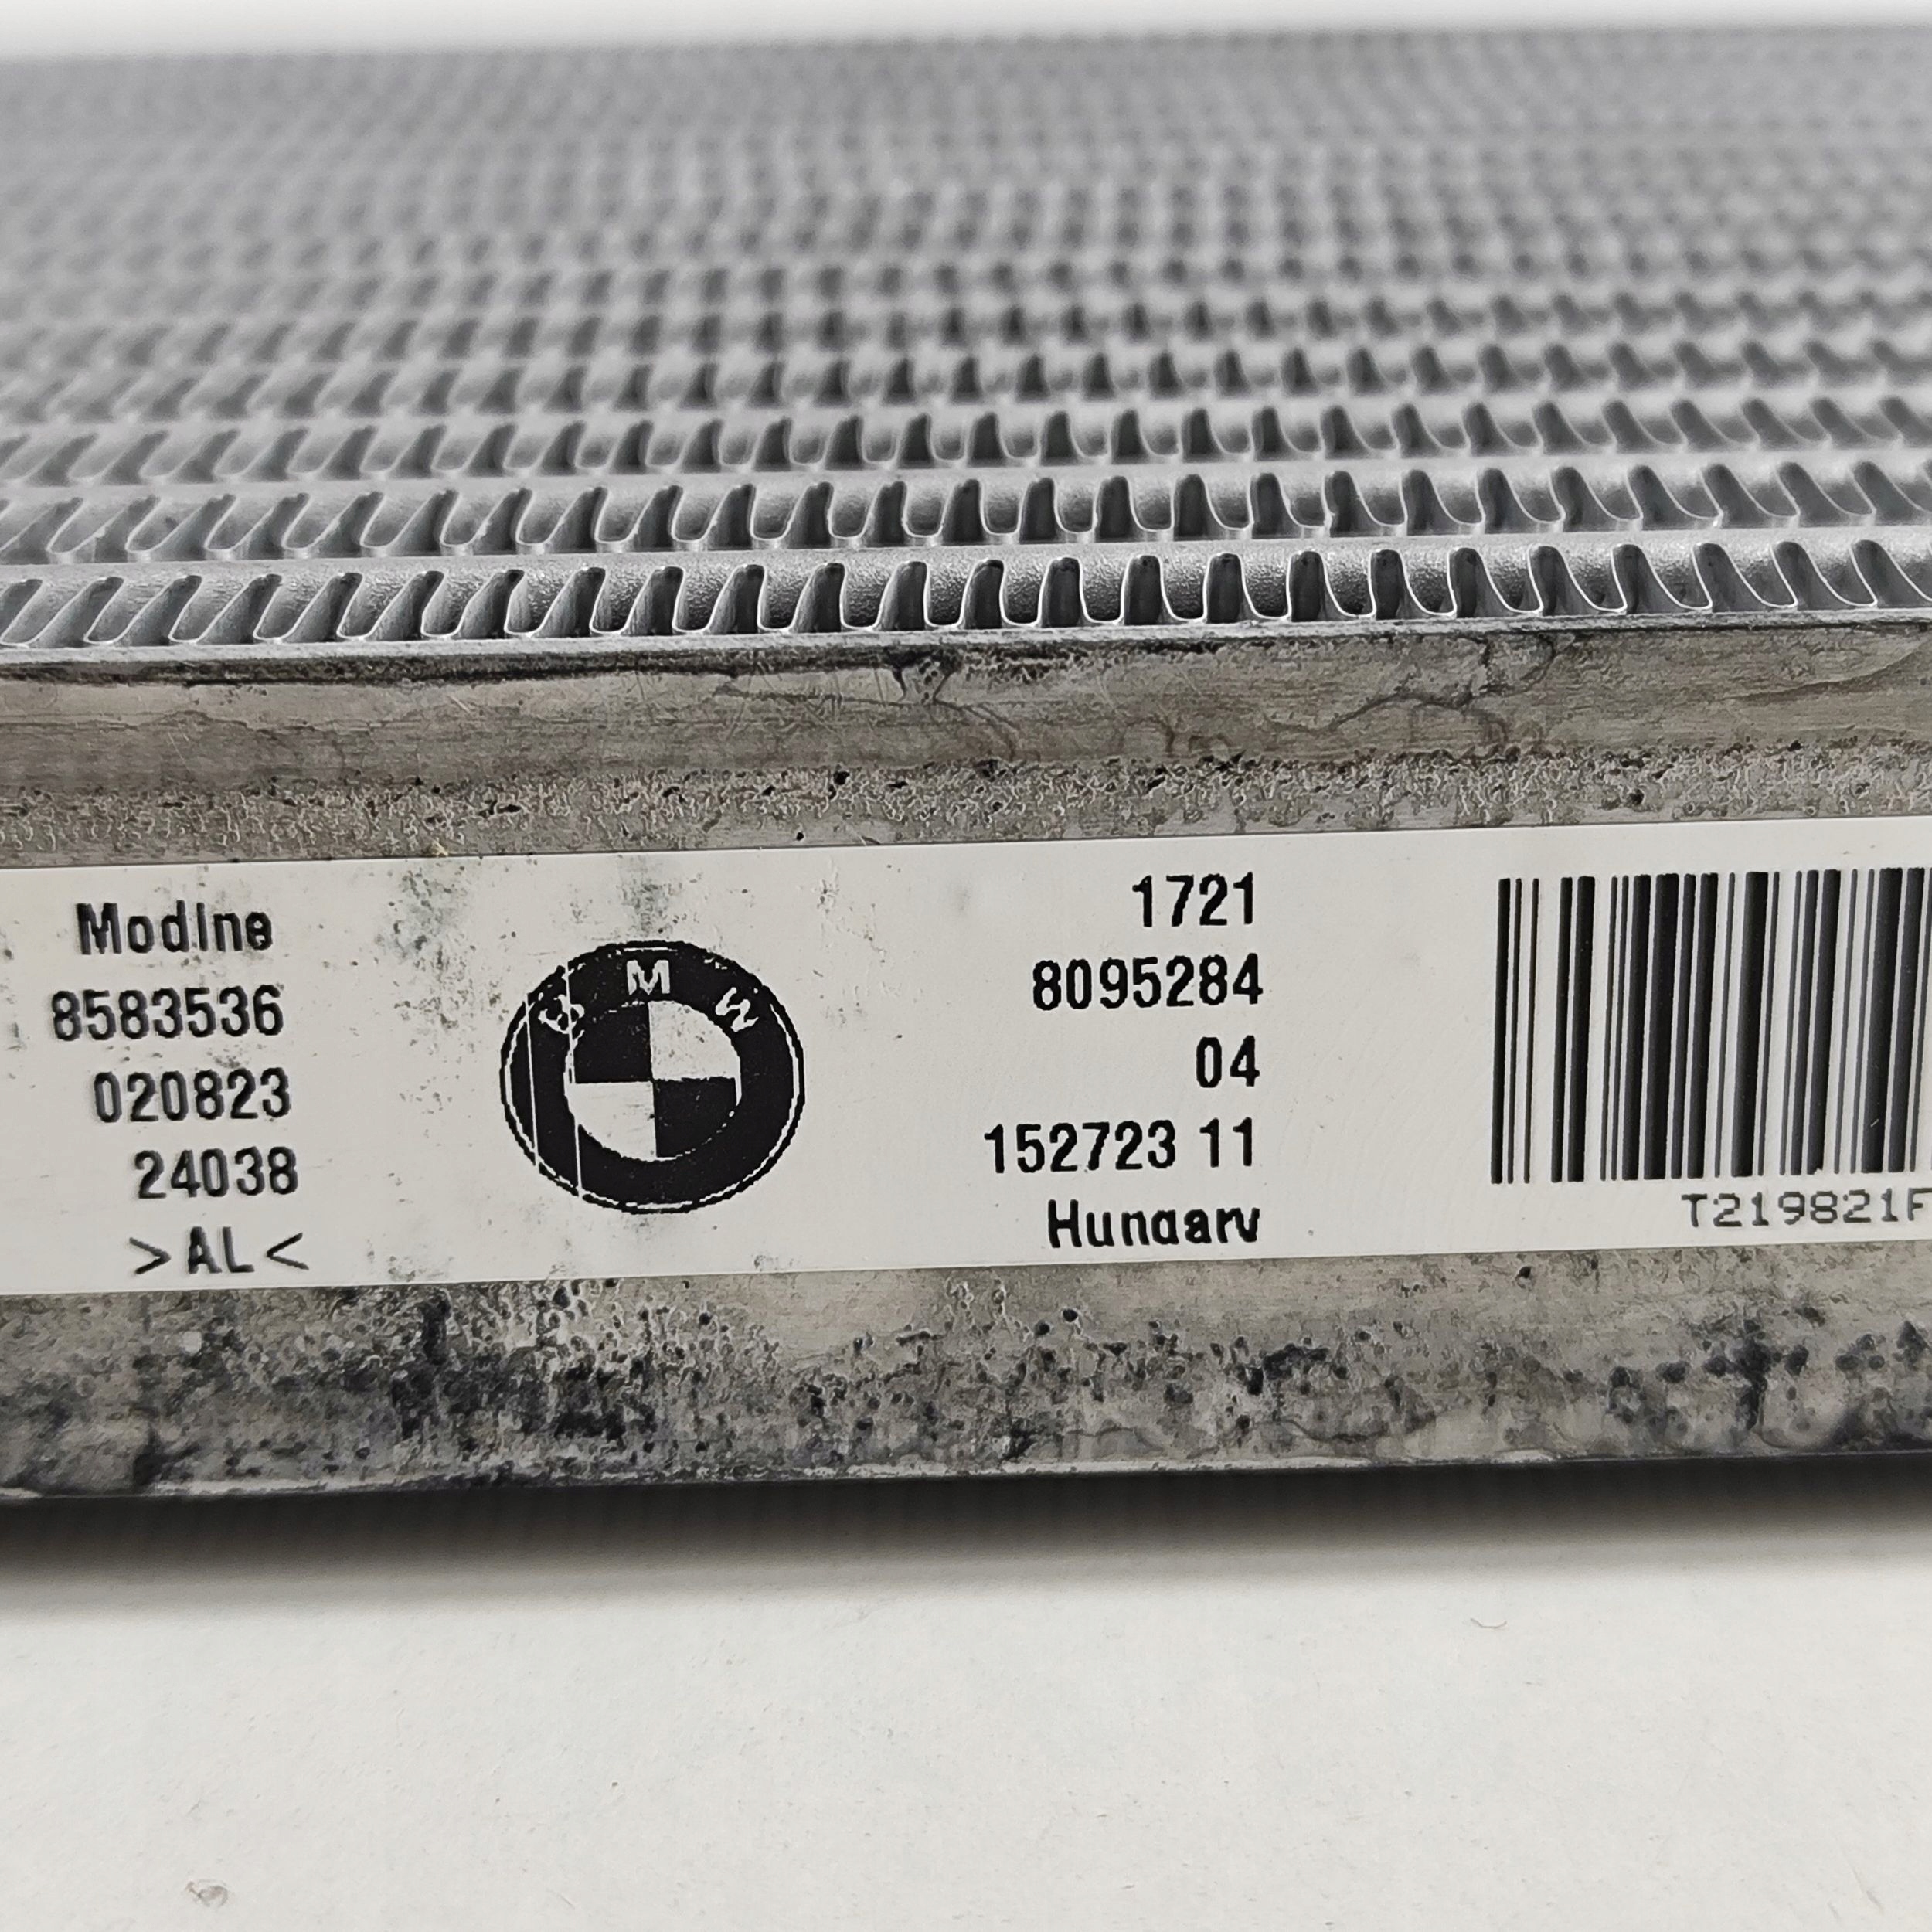 Modine
8583536
020823
24038
>AL<
BMW
1721
8095284
04
152723 11
Hungary
T219821F